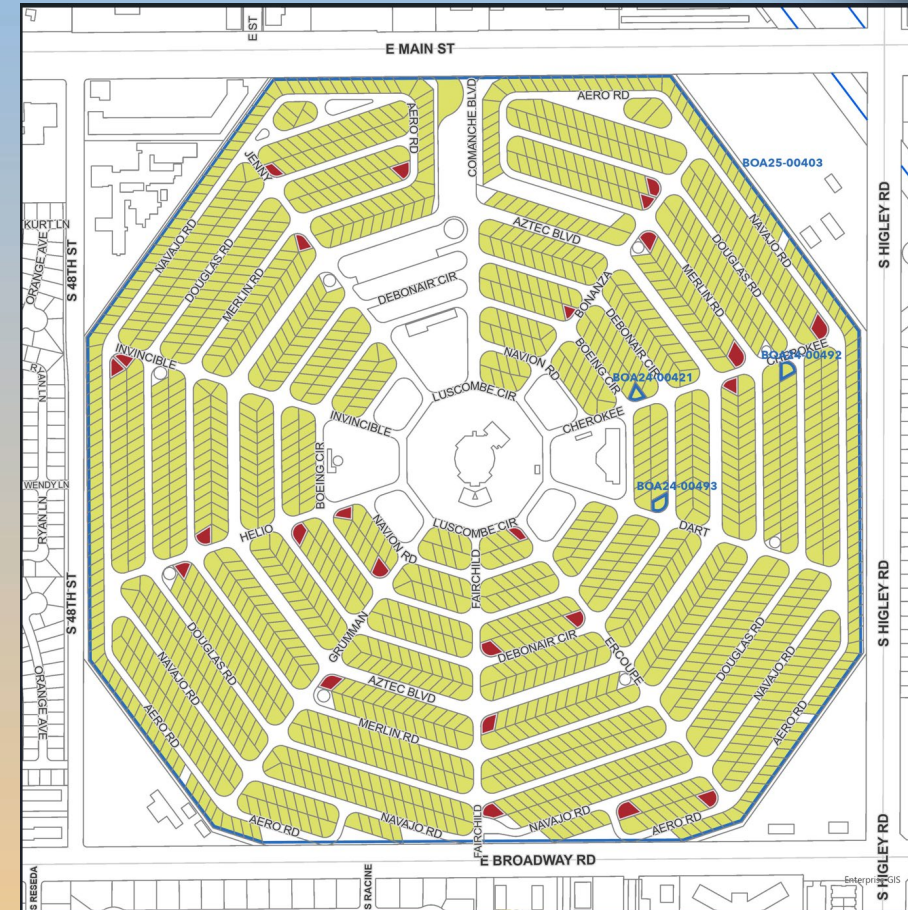 E ST
E MAIN ST
AERO RD
AERO RD
COMANCHE BLVD
JENNY
BOA25-00403
KURT LN
ORANGE AVE
S 48TH ST
NAVAJO RD
DOUGLAS RD
MERLIN RD
AZTEC BLVD
DEBONAIR CIR
BONANZA
MERLIN RD
DOUGLAS RD
NAVAJO RD
S HIGLEY RD
DEBONAIR CIR
BOEING CIR
INVINCIBLE
NAVION RD
CHEROKEE
BOA24-00492
BOA24-00421
LUSCOMBE CIR
INVINCIBLE
CHEROKEE
BOEING CIR
WENDY LN
RYAN LN
BOA24-00493
HELIO
NAVION RD
LUSCOMBE CIR
DART
FAIRCHILD
S 48TH ST
S HIGLEY RD
GRUMMAN
DEBONAIR CIR
ERCOUPE
DOUGLAS RD
DOUGLAS RD
NAVAJO RD
NAVAJO RD
ORANGE AVE
AERO RD
AZTEC BLVD
MERLIN RD
AERO RD
AERO RD
NAVAJO RD
FAIRCHILD
NAVAJO RD
AERO RD
S HIGLEY RD
E BROADWAY RD
S RESEDA
S RACINE
Enterprise GIS